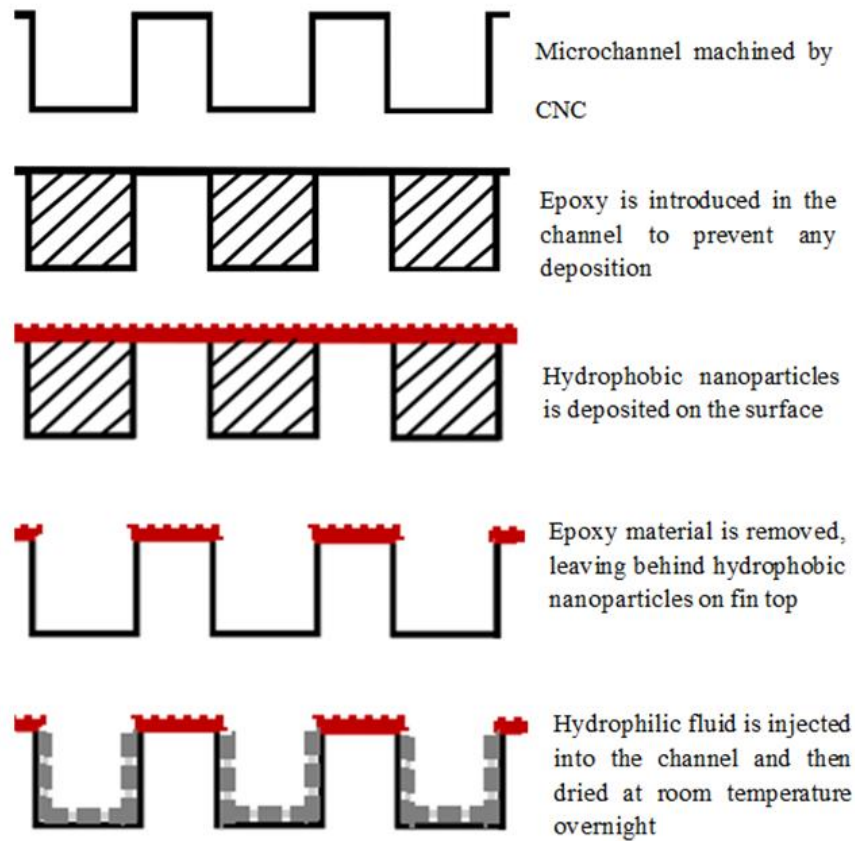 Microchannel machined by
CNC
Epoxy is introduced in the
channel to prevent any
deposition
Hydrophobic nanoparticles
is deposited on the surface
Epoxy material is removed,
leaving behind hydrophobic
nanoparticles on fin top
Hydrophilic fluid is injected
into the channel and then
dried at room temperature
overnight